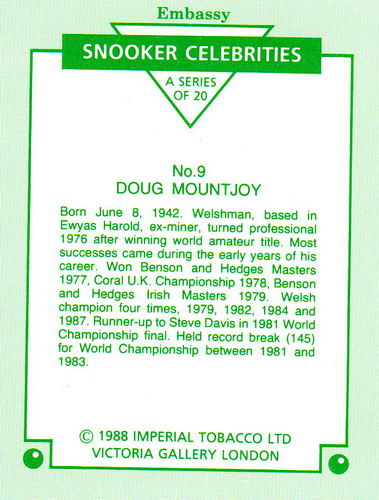 Embassy
SNOOKER CELEBRITIES
A SERIES
OF 20
No.9
DOUG MOUNTJOY
Born June 8, 1942. Welshman, based in
Ewyas Harold, ex-miner, turned professional
1976 after winning world amateur title. Most
successes came during the early years of his
career. Won Benson and Hedges Masters
1977, Coral U.K. Championship 1978, Benson
and Hedges Irish Masters 1979. Welsh
champion four times, 1979, 1982, 1984 and
1987. Runner-up to Steve Davis in 1981 World
Championship final. Held record break (145)
for World Championship between 1981 and
1983.
© 1988 IMPERIAL TOBACCO LTD
VICTORIA GALLERY LONDON